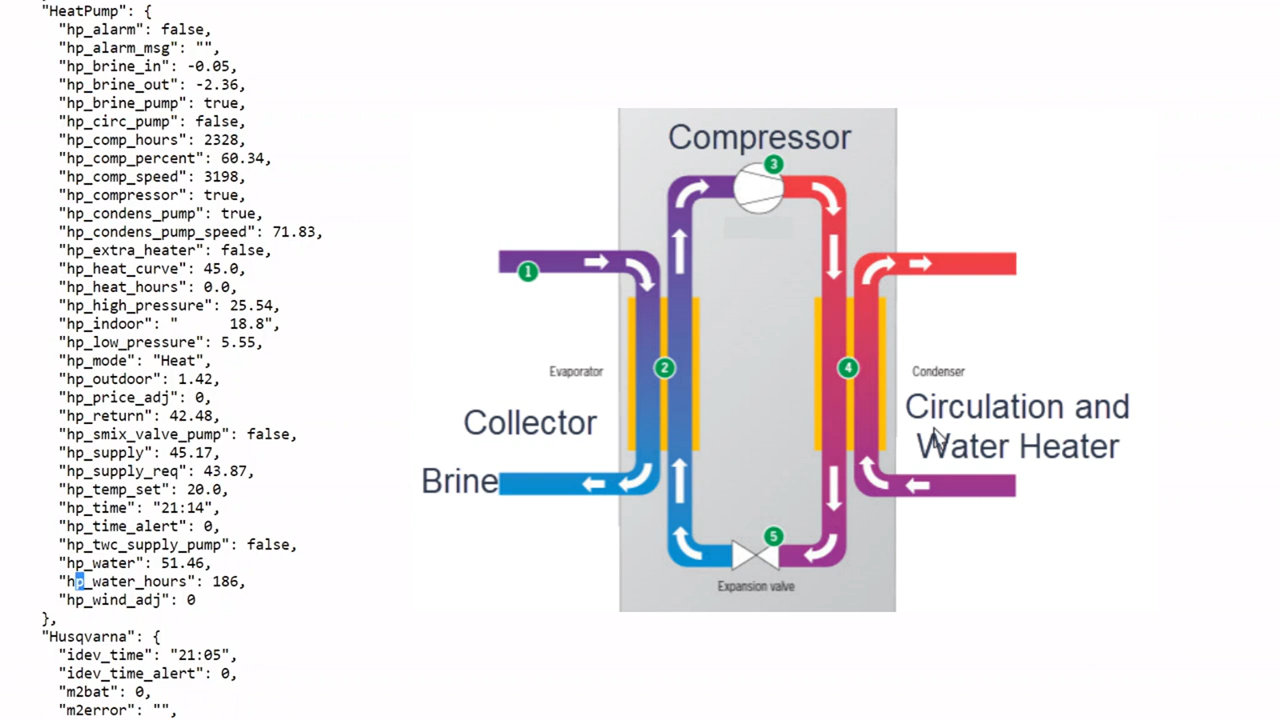 "HeatPump": {
"hp_alarm": false,
"hp_alarm_msg": "",
"hp_brine_in": -0.05,
"hp_brine_out": -2.36,
"hp_brine_pump": true,
"hp_circ_pump": false,
"hp_comp_hours": 2328,
"hp_comp_percent": 60.34,
"hp_comp_speed": 3198,
"hp_compressor": true,
"hp_condens_pump": true,
"hp_condens_pump_speed": 71.83,
"hp_extra_heater": false,
"hp_heat_curve": 45.0,
"hp_heat_hours": 0.0,
"hp_high_pressure": 25.54,
"hp_indoor": "      18.8",
"hp_low_pressure": 5.55,
"hp_mode": "Heat",
"hp_outdoor": 1.42,
"hp_price_adj": 0,
"hp_return": 42.48,
"hp_smix_valve_pump": false,
"hp_supply": 45.17,
"hp_supply_req": 43.87,
"hp_temp_set": 20.0,
"hp_time": "21:14",
"hp_time_alert": 0,
"hp_twc_supply_pump": false,
"hp_water": 51.46,
"hp_water_hours": 186,
"hp_wind_adj": 0
},
"Husqvarna": {
"idev_time": "21:05",
"idev_time_alert": 0,
"m2bat": 0,
"m2error": "",
Compressor
3
1
2
4
Evaporator
Condenser
Collector
Circulation and
Water Heater
Brine
5
Expansion valve